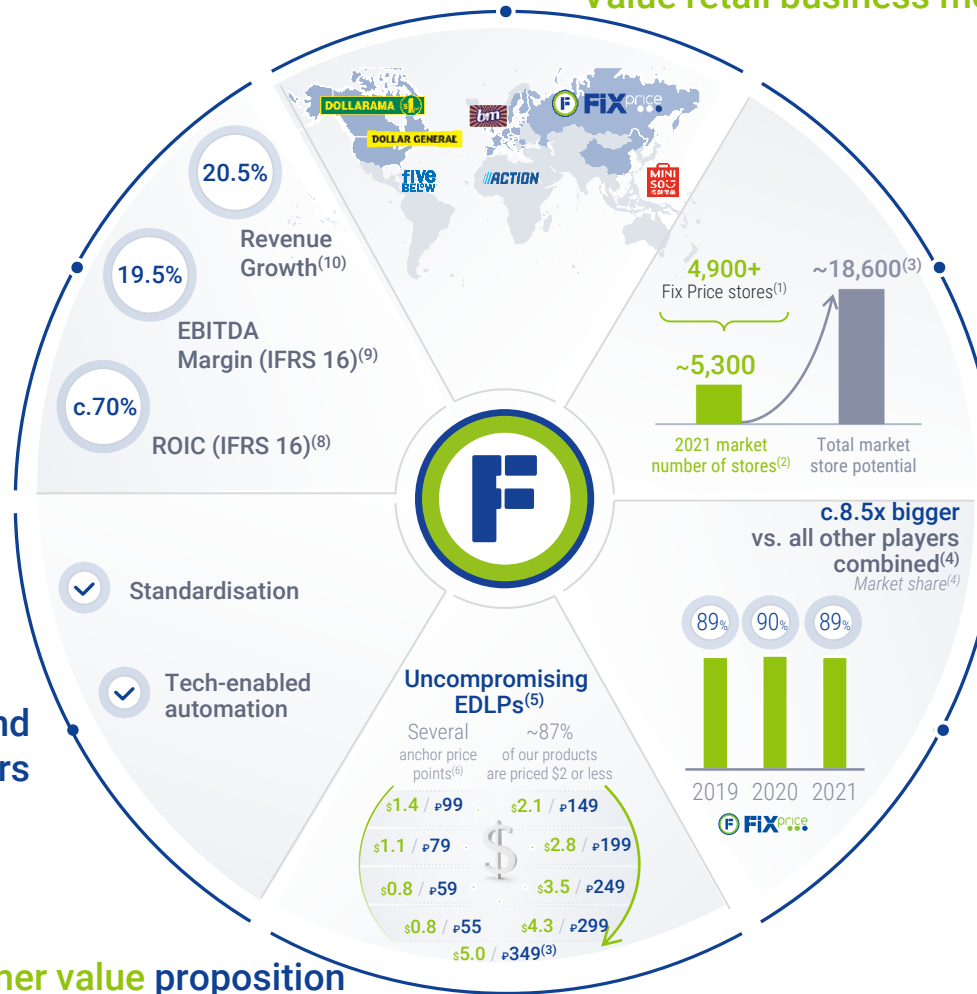 Value retail business
DOLLARAMA $1
DOLLAR GENERAL
bm
F FIX price
five
BELOW
ACTION
MINI
SO
20.5%
Revenue
Growth(10)
19.5%
EBITDA
Margin (IFRS 16)(9)
c.70%
ROIC (IFRS 16)(8)
4,900+
Fix Price stores(1)
~18,600(3)
~5,300
2021 market
number of stores(2)
Total market
store potential
F
c.8.5x bigger
vs. all other players
combined(4)
Market share(4)
89%
90%
89%
2019 2020 2021
F FIX price
Standardisation
Tech-enabled
automation
Uncompromising
EDLPs(5)
Several
anchor price
points(6)
~87%
of our products
are priced $2 or less
$1.4 / ₽99
$2.1 / ₽149
$1.1 / ₽79
$
$2.8 / ₽199
$0.8 / ₽59
$3.5 / ₽249
$0.8 / ₽55
$4.3 / ₽299
$5.0 / ₽349(3)
value proposition